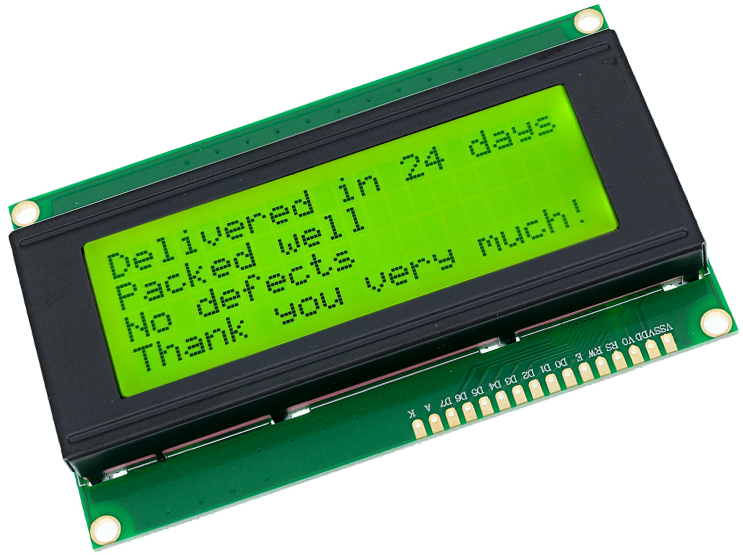 Delivered in 24 days
Packed well
No defects
Thank you very much!
VSS VDD V0 RS RW E D0 D1 D2 D3 D4 D5 D6 D7 A K